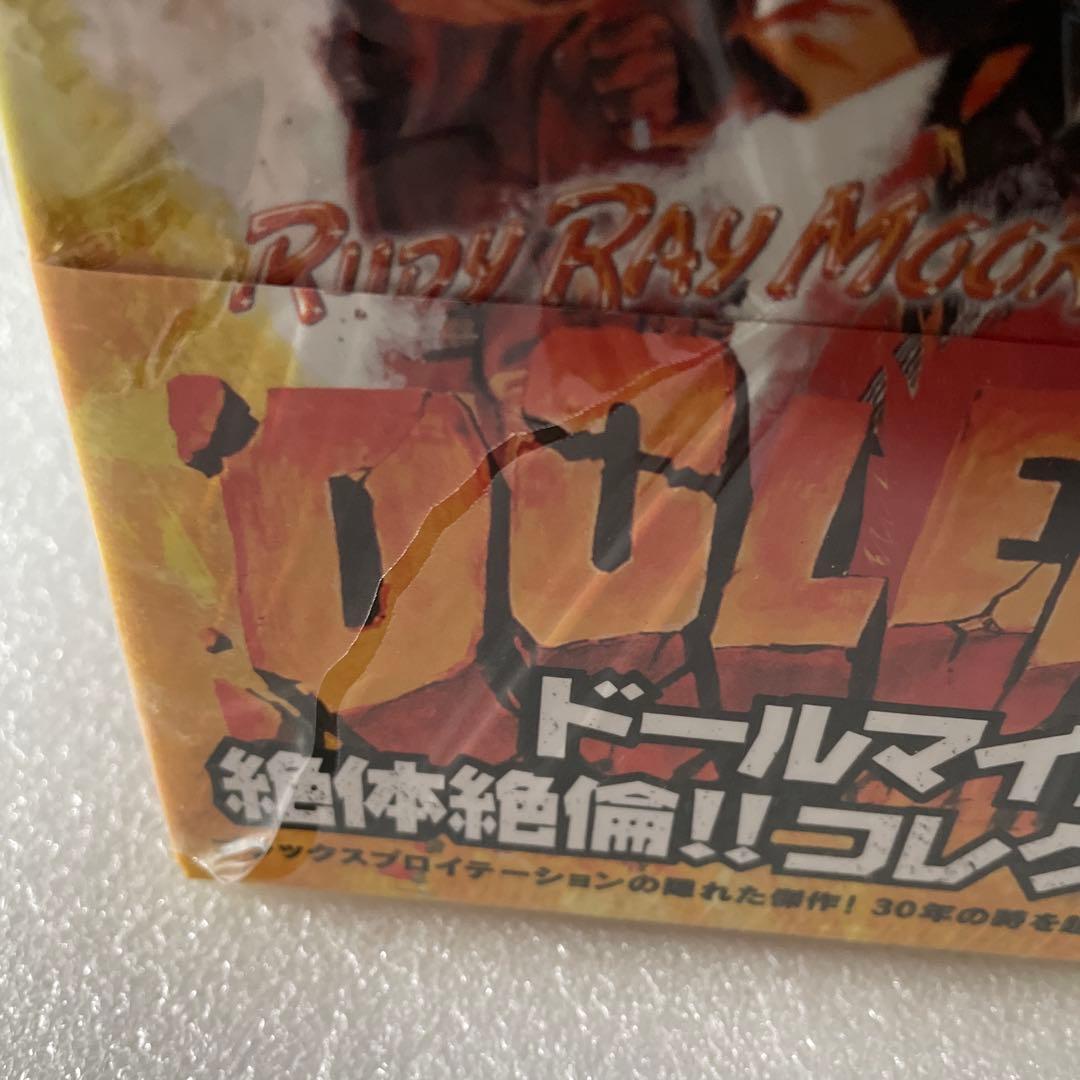 RUDY RAY MOOR
DOLE
ドールマイ
絶体絶倫!!コレク
ックスプロイテーションの隠れた傑作! 30年の時を